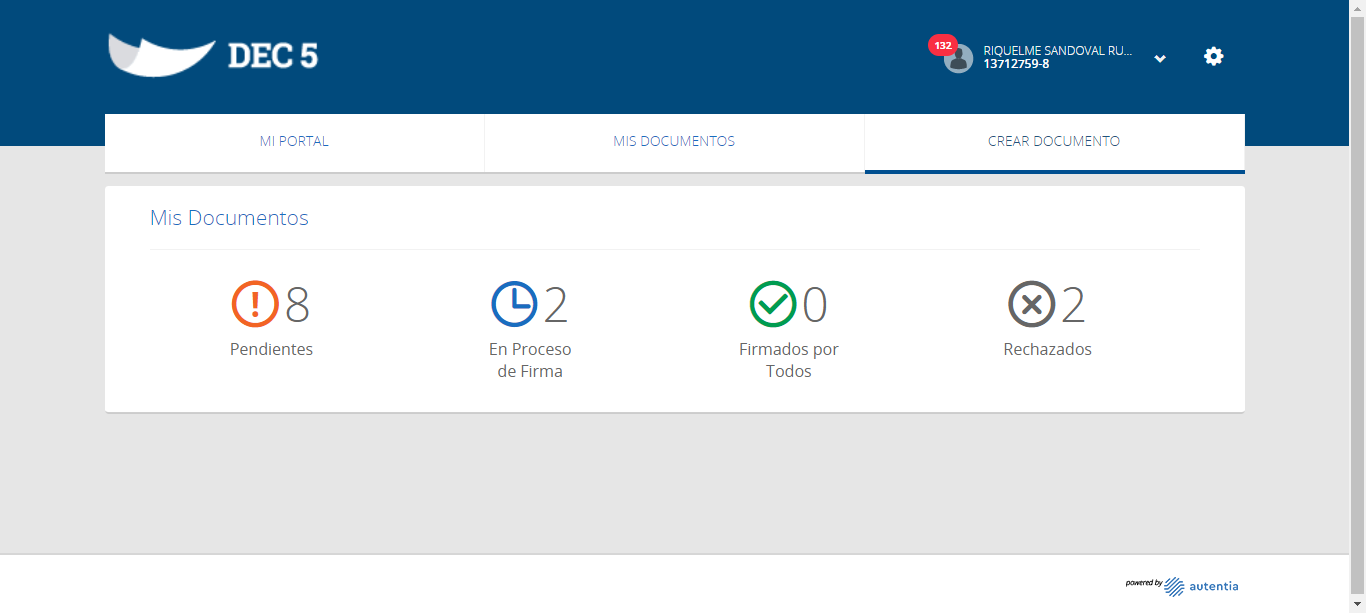 DEC 5
132
RIQUELME SANDOVAL RU...
13712759-8
MI PORTAL
MIS DOCUMENTOS
CREAR DOCUMENTO
Mis Documentos
8
Pendientes
2
En Proceso
de Firma
0
Firmados por
Todos
2
Rechazados
powered by
autentia